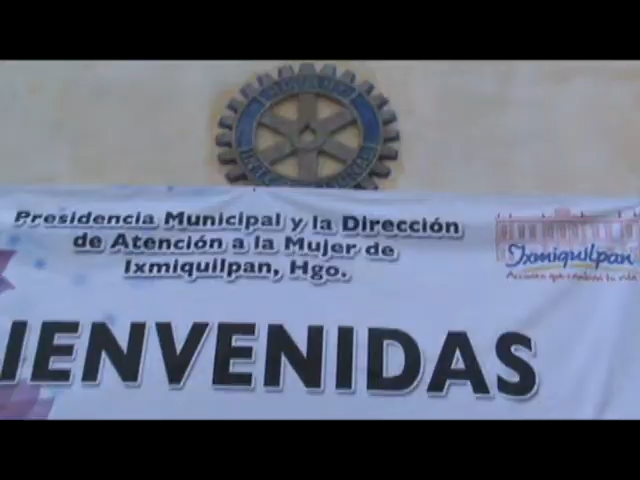 Presidencia Municipal y la Dirección
de Atención a la Mujer de
Ixmiquilpan, Hgo.
Ixmiquilpan
IENVENIDAS